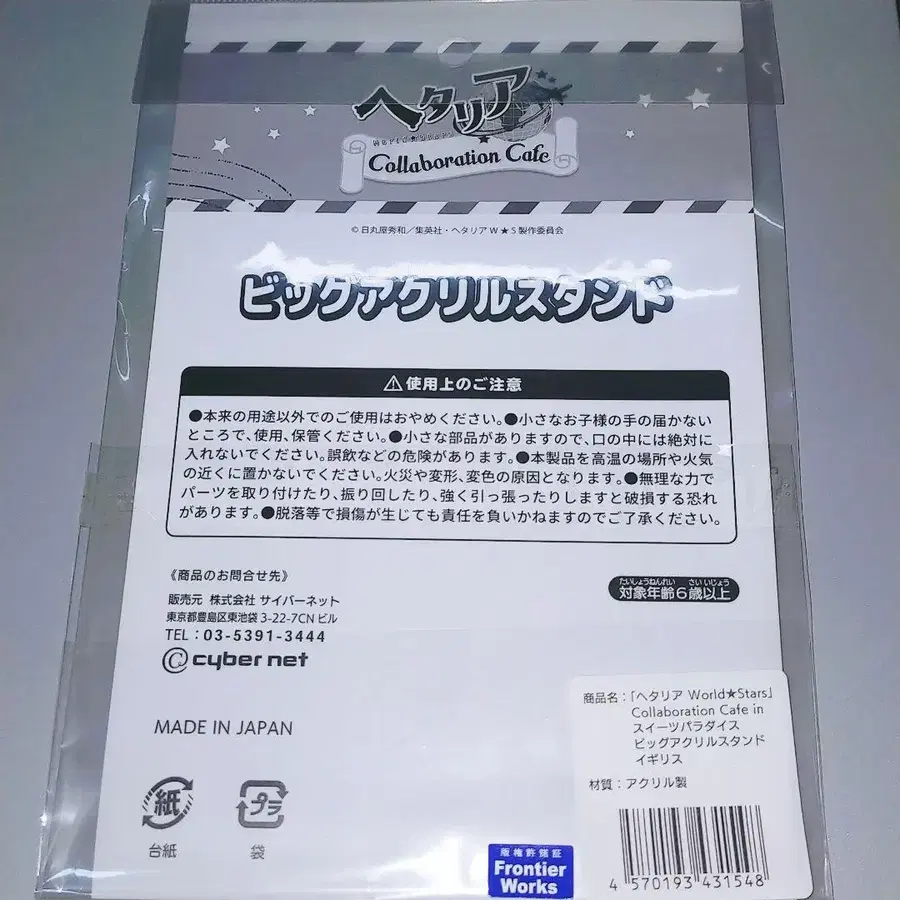 ヘタリア
Collaboration Cafe
©日丸屋秀和／集英社・ヘタリアW★S製作委員会
ビッグアクリルスタンド
⚠使用上のご注意
●本来の用途以外でのご使用はおやめください。●小さなお子様の手の届かない
ところで、使用、保管ください。●小さな部品がありますので、口の中には絶対に
入れないでください。誤飲などの危険があります。●本製品を高温の場所や火気
の近くに置かないでください。火災や変形、変色の原因となります。●無理な力で
パーツを取り付けたり、振り回したり、強く引っ張ったりしますと破損する恐れ
があります。●脱落等で損傷が生じても責任を負いかねますのでご了承ください。
《商品のお問合せ先》
販売元 株式会社 サイバーネット
東京都豊島区東池袋3-22-7CNビル
TEL：03-5391-3444
cyber net
たいしょうねんれい さい いじょう
対象年齢6歳以上
MADE IN JAPAN
紙
台紙
プラ
袋
商品名：「ヘタリア World★Stars」
Collaboration Cafe in
スイーツパラダイス
ビッグアクリルスタンド
イギリス
材質：アクリル製
4 570193 431548
版権許諾証
Frontier
Works